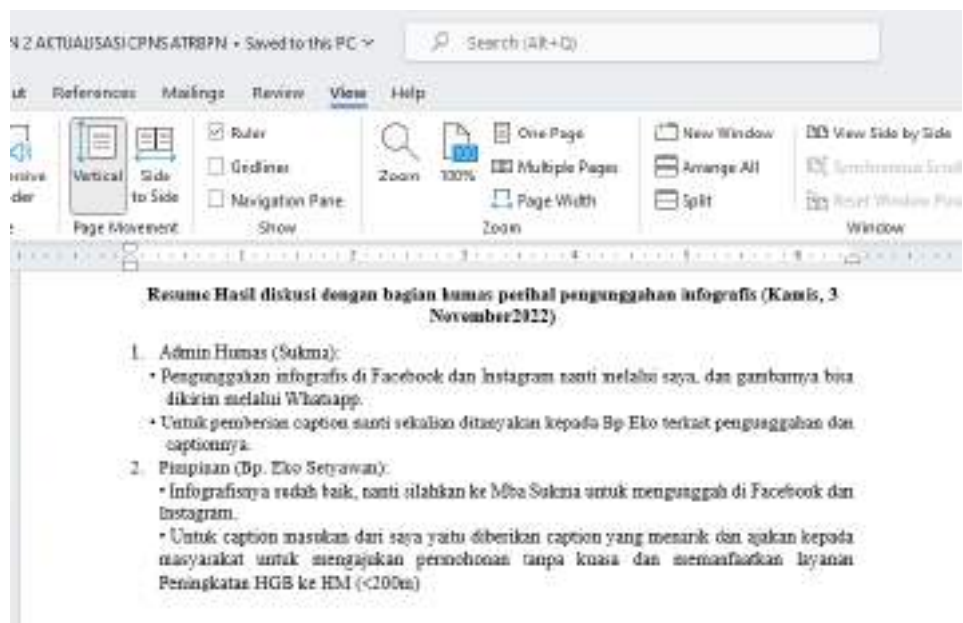 N 2 AKTUALISASI CPNS ATRBPN • Saved to this PC
Search (Alt+Q)
ut References Mailings Review View Help
Vertical
Side
to Side
Page Movement
Ruler
Gridlines
Navigation Pane
Show
Zoom
100%
One Page
Multiple Pages
Page Width
Zoom
New Window
Arrange All
Split
View Side by Side
Synchronous Scroll
Reset Window Posi
Window
Resume Hasil diskusi dengan bagian humas perihal pengunggahan infografis (Kamis, 3
November2022)
1. Admin Humas (Sukma):
• Pengunggahan infografis di Facebook dan Instagram nanti melalui saya, dan gambarnya bisa
dikirim melalui Whatsapp.
• Untuk pemberian caption nanti sekalian ditanyakan kepada Bp Eko terkait pengunggahan dan
captionnya.
2. Pimpinan (Bp. Eko Setyawan):
• Infografisnya sudah baik, nanti silahkan ke Mba Sukma untuk mengunggah di Facebook dan
Instagram.
• Untuk caption masukan dari saya yaitu diberikan caption yang menarik dan ajakan kepada
masyarakat untuk mengajukan permohonan tanpa kuasa dan memanfaatkan layanan
Peningkatan HGB ke HM (<200m)